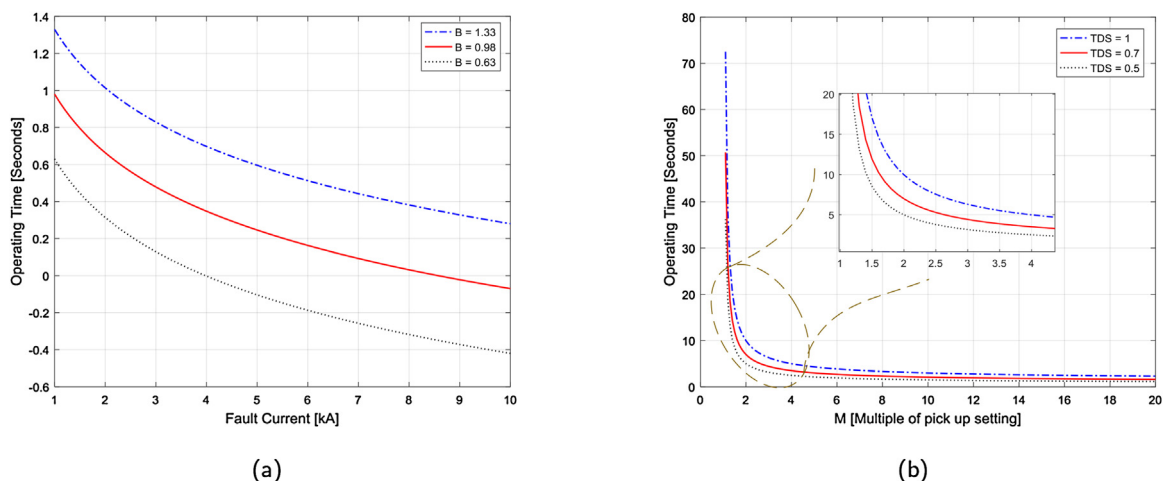 1.4
1.2
1
0.8
0.6
0.4
0.2
0
-0.2
-0.4
-0.6
Operating Time [Seconds]
B = 1.33
B = 0.98
B = 0.63
1 2 3 4 5 6 7 8 9 10
Fault Current [kA]
(a)
80
70
60
50
40
30
20
10
0
Operating Time [Seconds]
TDS = 1
TDS = 0.7
TDS = 0.5
20
15
10
5
1 1.5 2 2.5 3 3.5 4
0 2 4 6 8 10 12 14 16 18 20
M [Multiple of pick up setting]
(b)